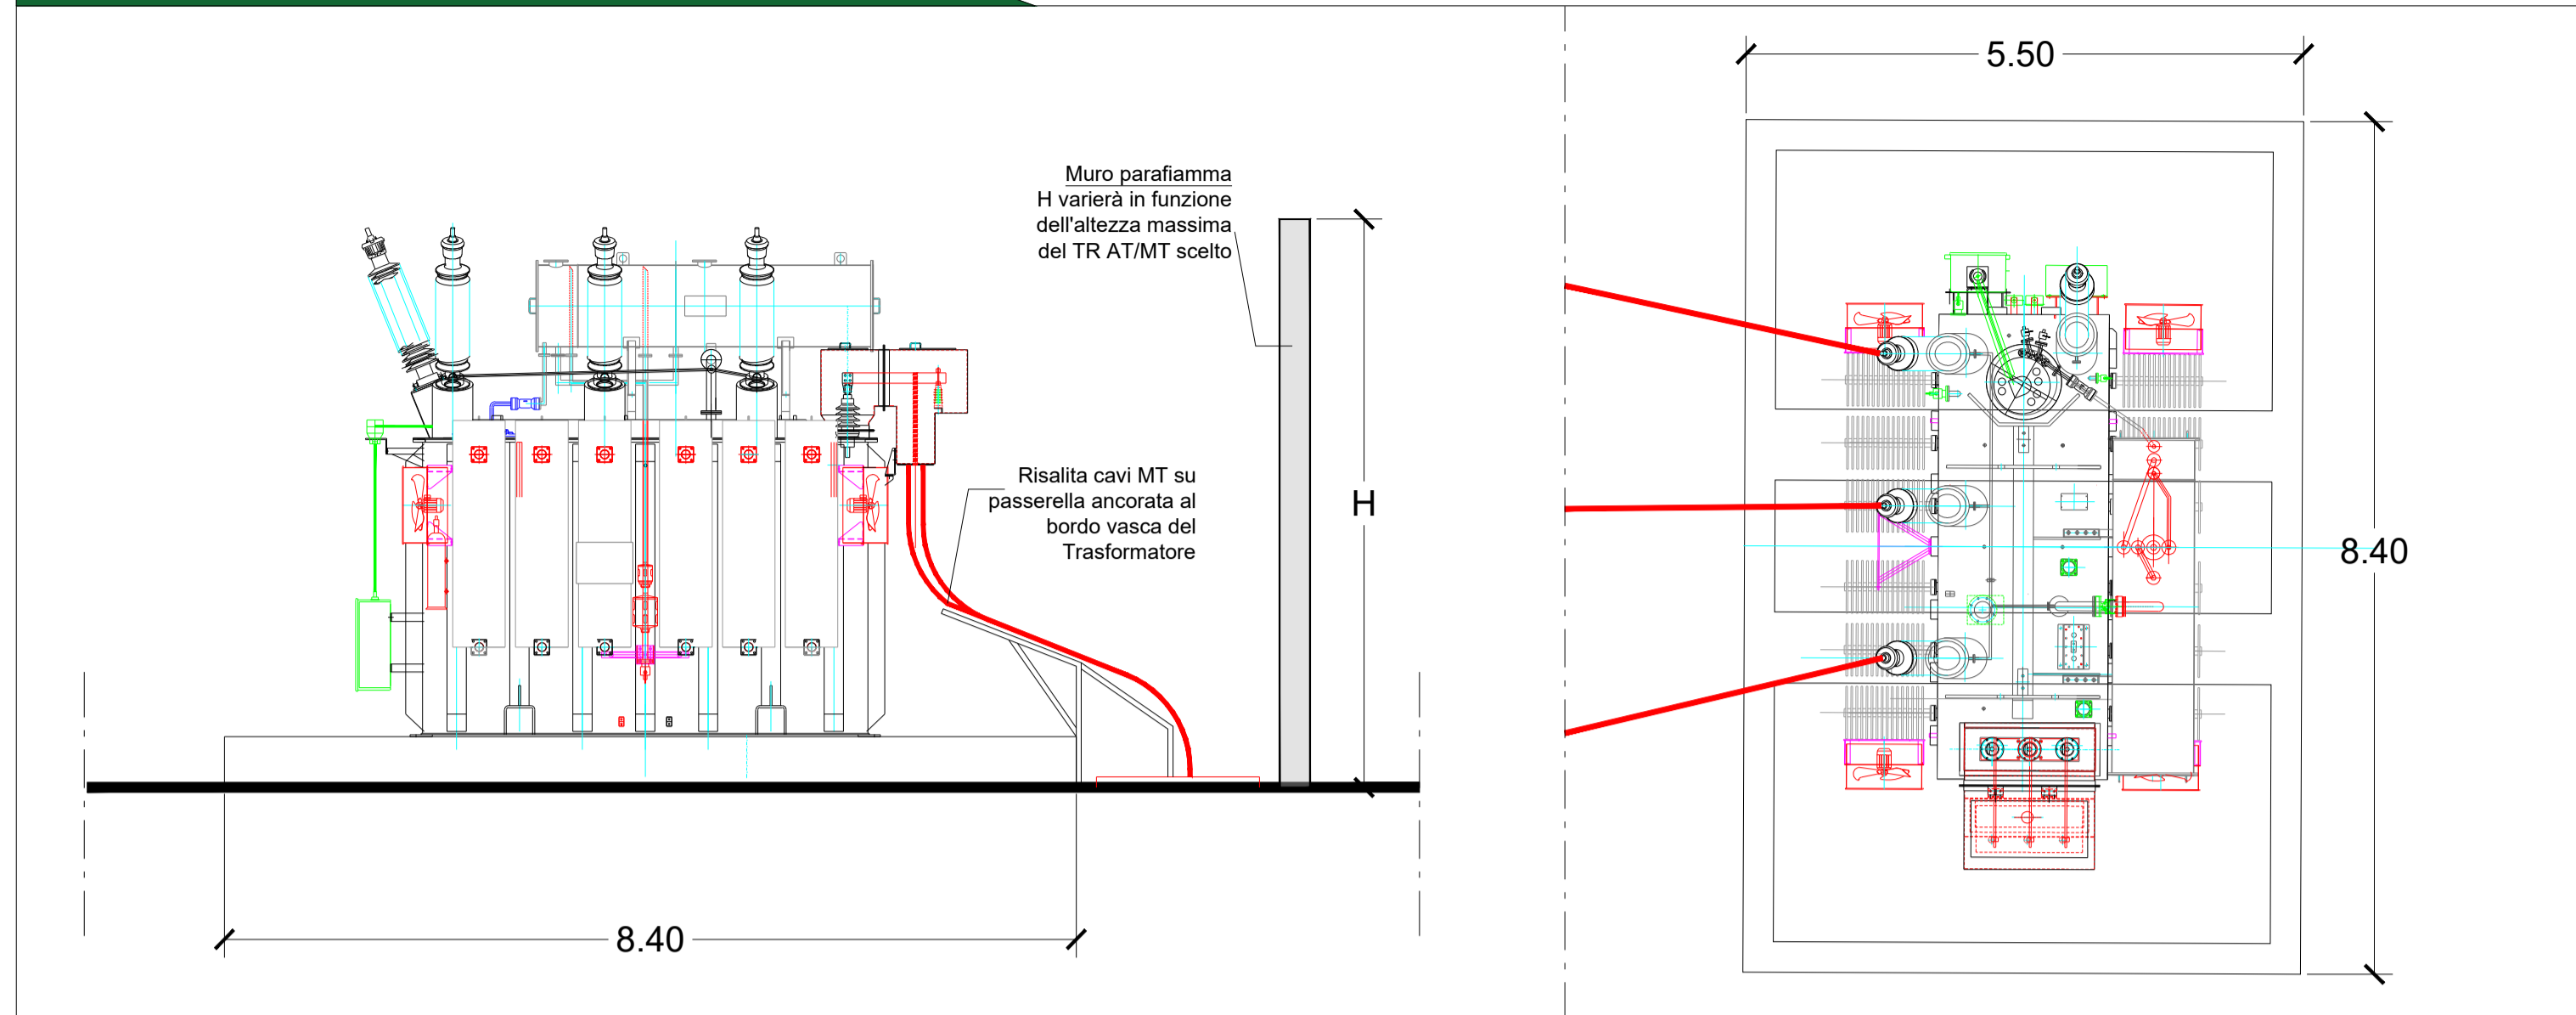 5.50
Muro parafiamma
H varierà in funzione
dell'altezza massima
del TR AT/MT scelto
Risalita cavi MT su
passerella ancorata al
bordo vasca del
Trasformatore
H
8.40
8.40